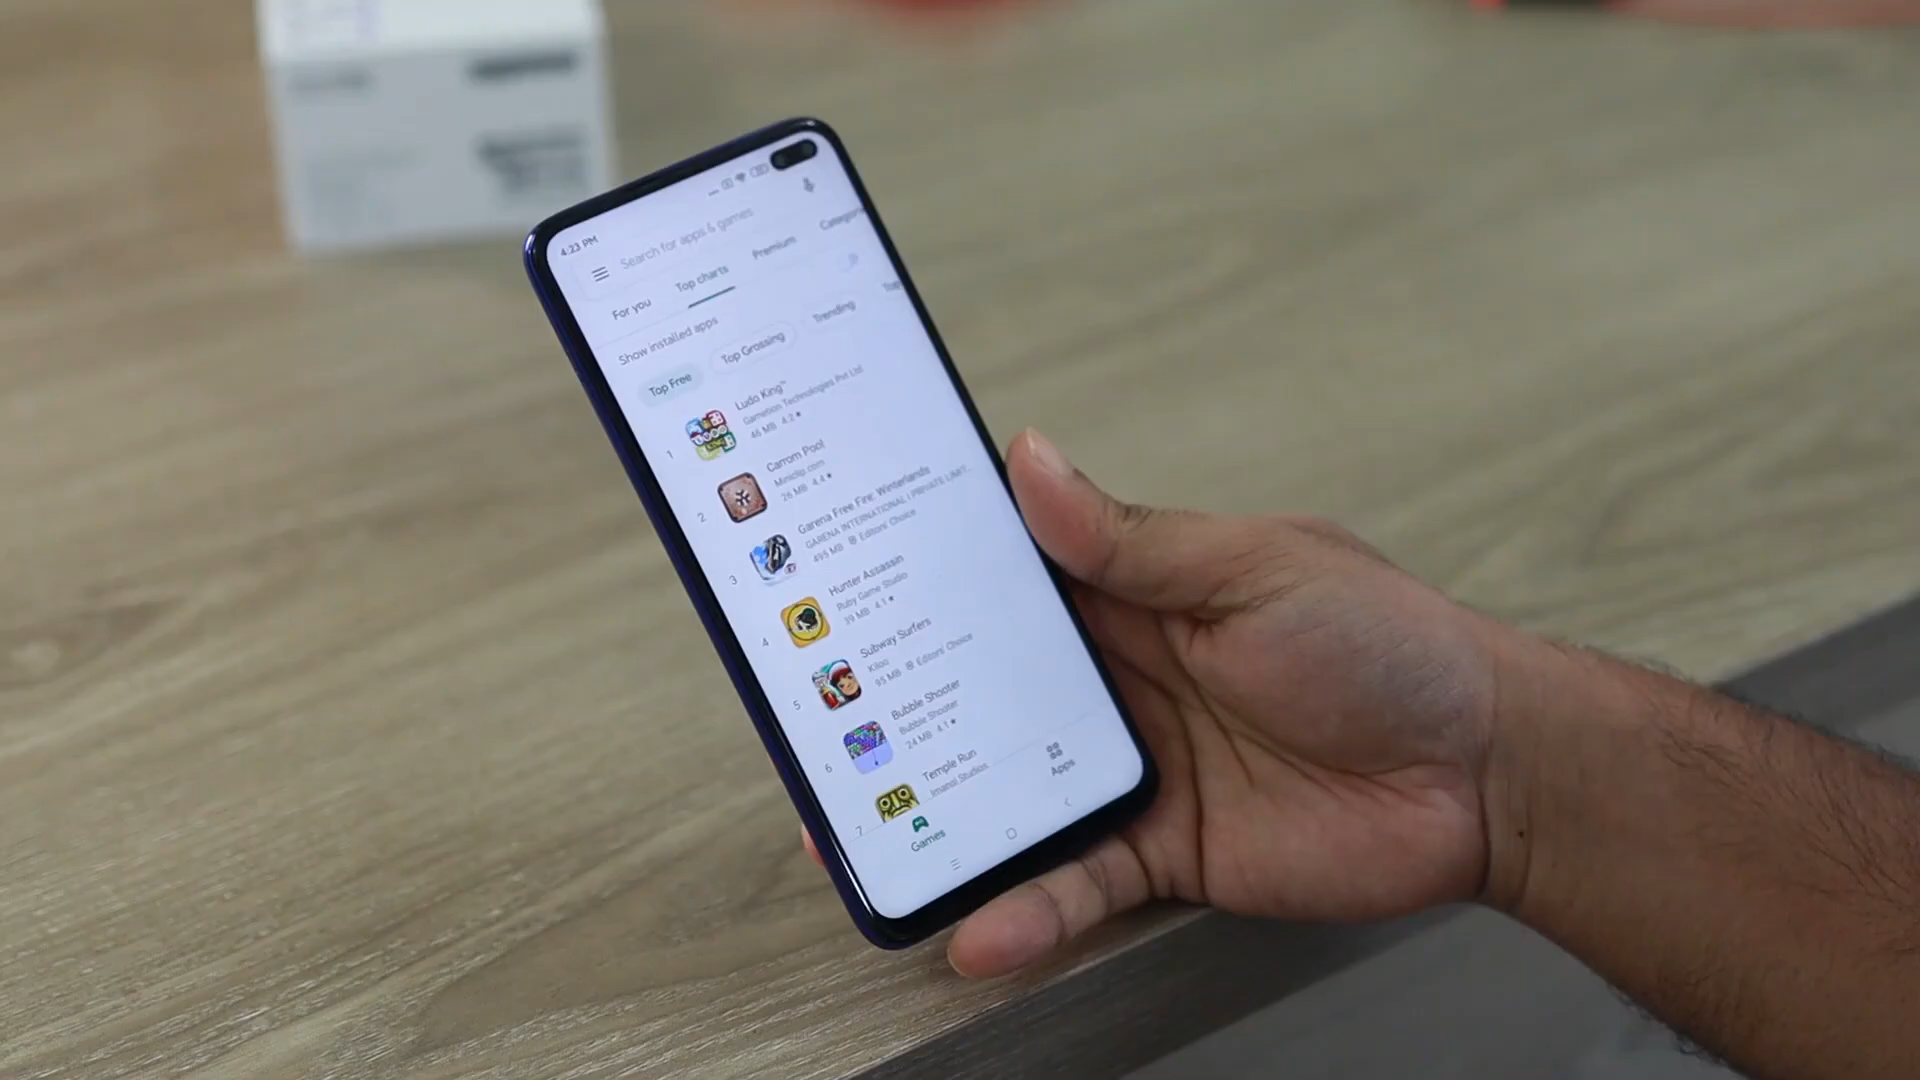 4:23 PM
Search for apps & games
For you
Top charts
Premium
Show installed apps
Top Free
Top Grossing
Trending
1
Ludo King™
Gametion Technologies Pvt Ltd
46 MB 4.2
2
Carrom Pool
Miniclip.com
26 MB 4.4
3
Garena Free Fire: Winterlands
GARENA INTERNATIONAL I PRIVATE LIMIT...
495 MB Editors' Choice
4
Hunter Assassin
Ruby Game Studio
39 MB 4.1
5
Subway Surfers
Kiloo
95 MB Editors' Choice
6
Bubble Shooter
Bubble Shooter
24 MB 4.1
7
Temple Run
Imangi Studios
Games
Apps